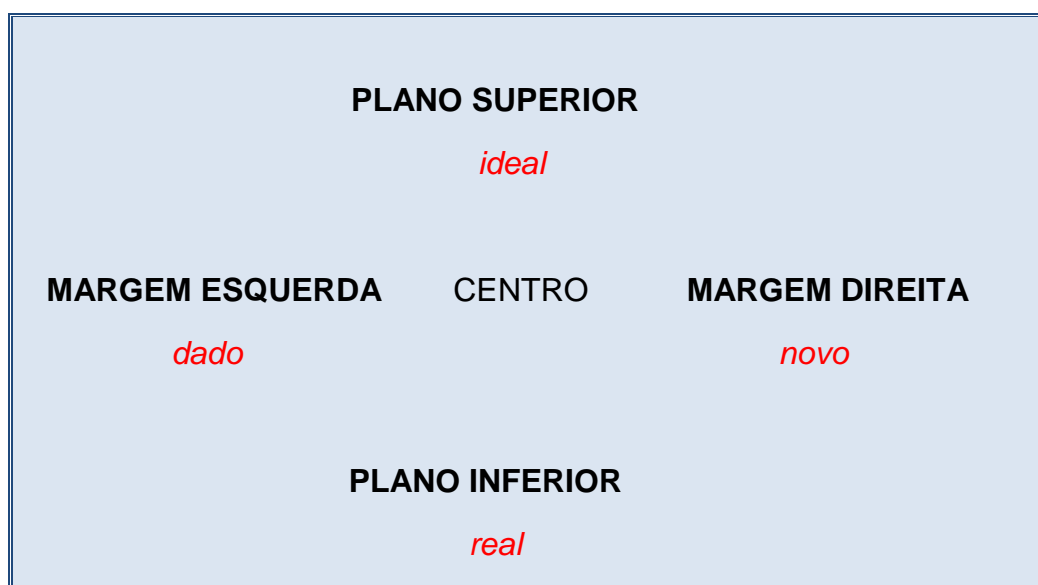 PLANO SUPERIOR
ideal
MARGEM ESQUERDA CENTRO MARGEM DIREITA
dado novo
PLANO INFERIOR
real